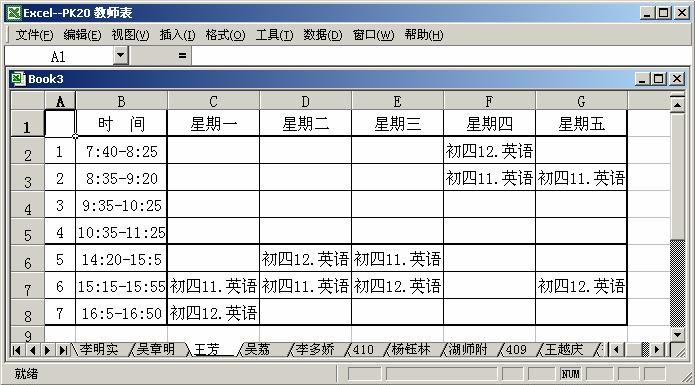 Excel--PK20 教师表
文件(F) 编辑(E) 视图(V) 插入(I) 格式(O) 工具(T) 数据(D) 窗口(W) 帮助(H)
A1 =
Book3
A B C D E F G
1 时 间 星期一 星期二 星期三 星期四 星期五
2 1 7:40-8:25 初四12.英语
3 2 8:35-9:20 初四11.英语 初四11.英语
4 3 9:35-10:25
5 4 10:35-11:25
6 5 14:20-15:5 初四12.英语 初四11.英语
7 6 15:15-15:55 初四11.英语 初四11.英语 初四12.英语 初四12.英语
8 7 16:5-16:50 初四12.英语
9
李明实 吴章明 王芳 吴荔 李多娇 410 杨钰林 湖师附 409 王越庆
就绪 NUM